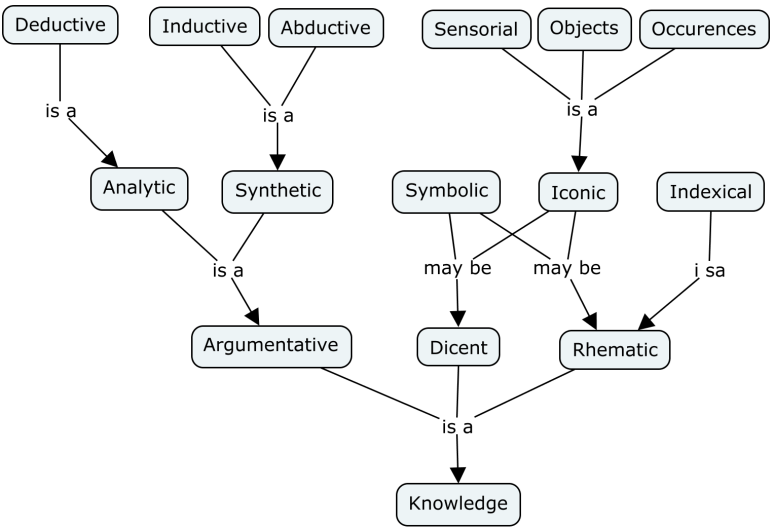 Deductive
Inductive
Abductive
Sensorial
Objects
Occurences
is a
is a
is a
Analytic
Synthetic
Symbolic
Iconic
Indexical
is a
may be
may be
i sa
Argumentative
Dicent
Rhematic
is a
Knowledge